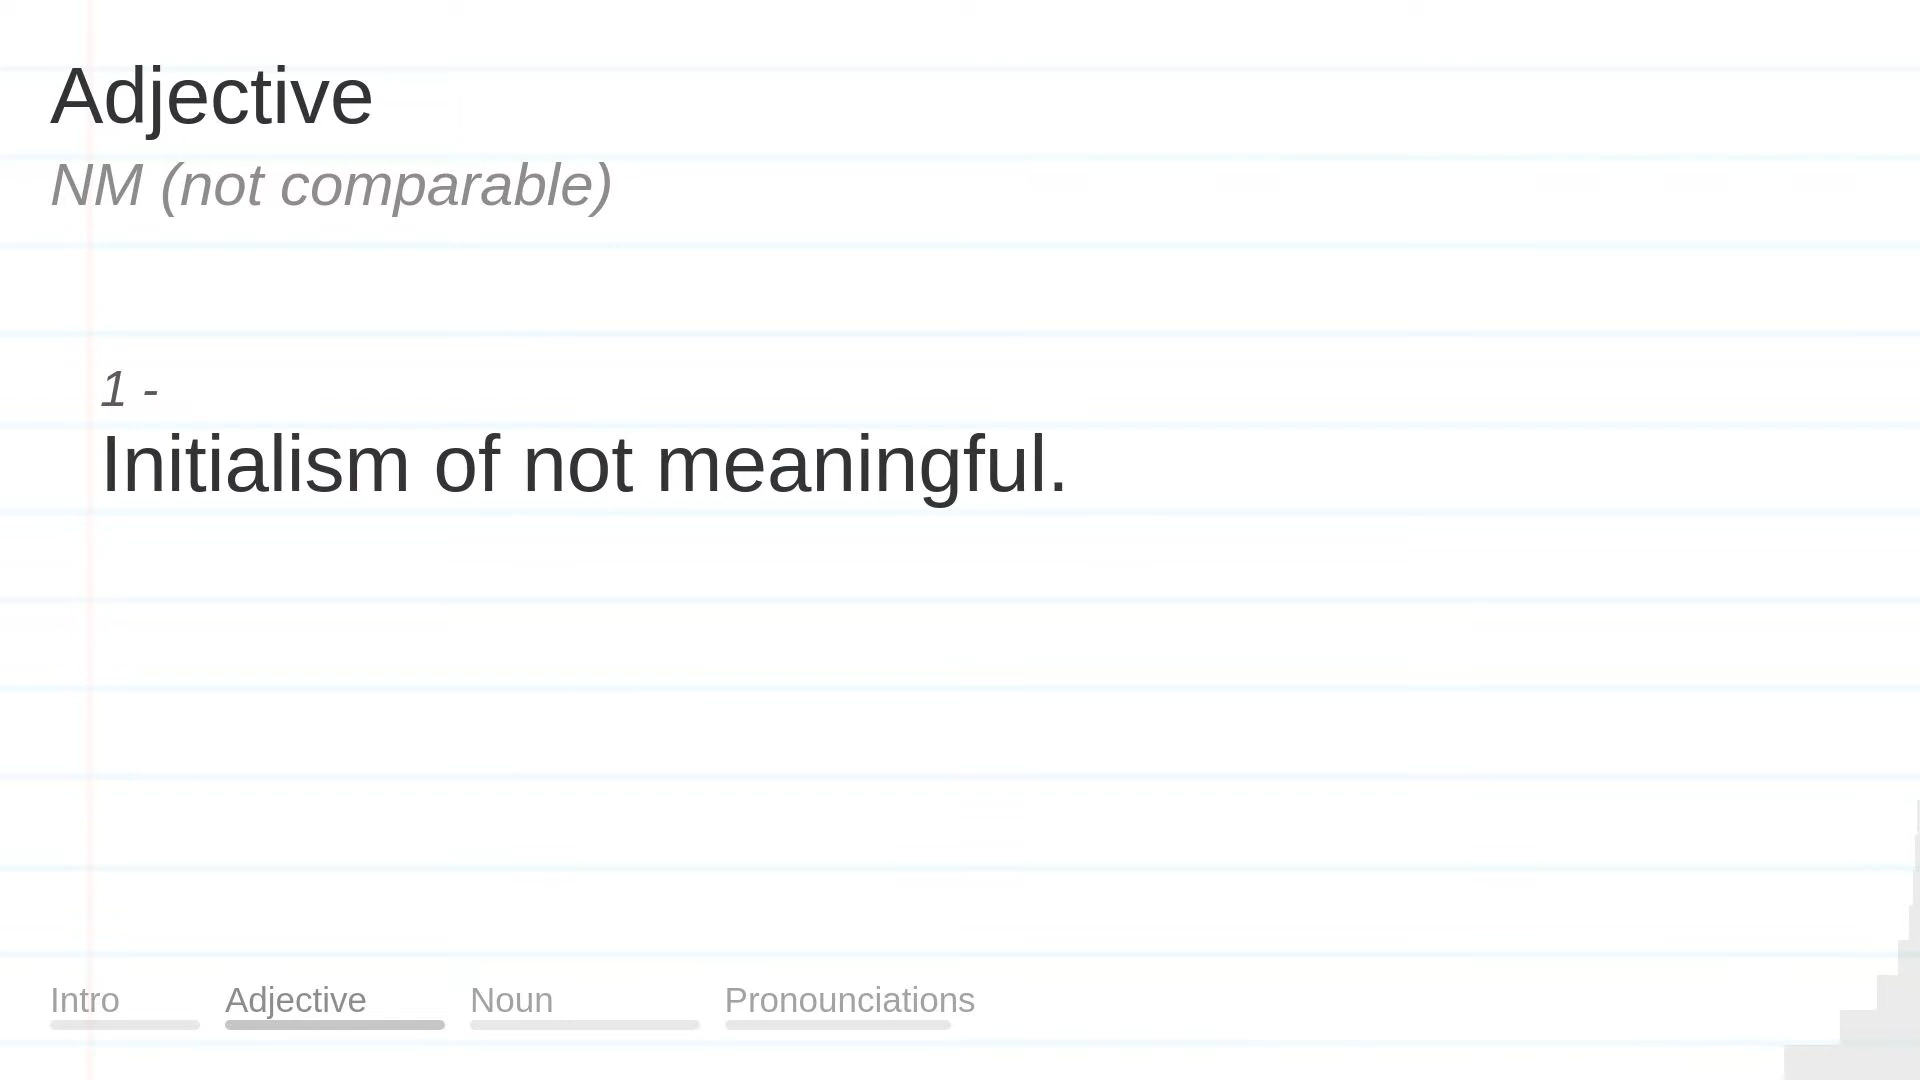 Adjective
NM (not comparable)
1 -
Initialism of not meaningful.
Intro Adjective Noun Pronounciations